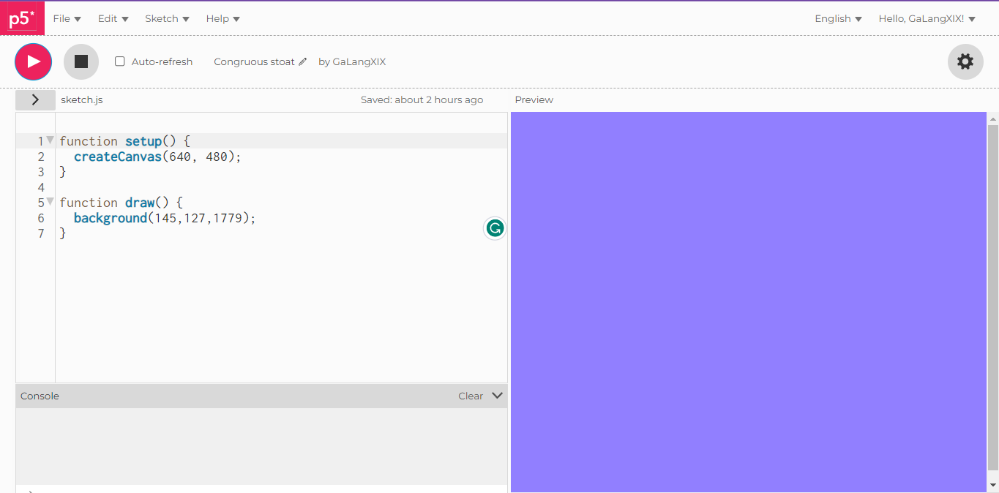 p5* File Edit Sketch Help English Hello, GaLangXIX!
Auto-refresh Congruous stoat by GaLangXIX
sketch.js Saved: about 2 hours ago Preview
1 function setup() {
2 createCanvas(640, 480);
3 }
4
5 function draw() {
6 background(145,127,1779);
7 }
Console Clear